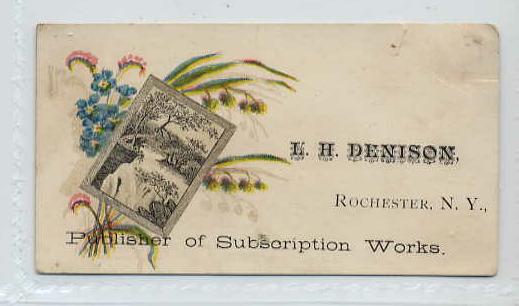 L. H. DENISON,
ROCHESTER, N. Y.,
Publisher of Subscription Works.